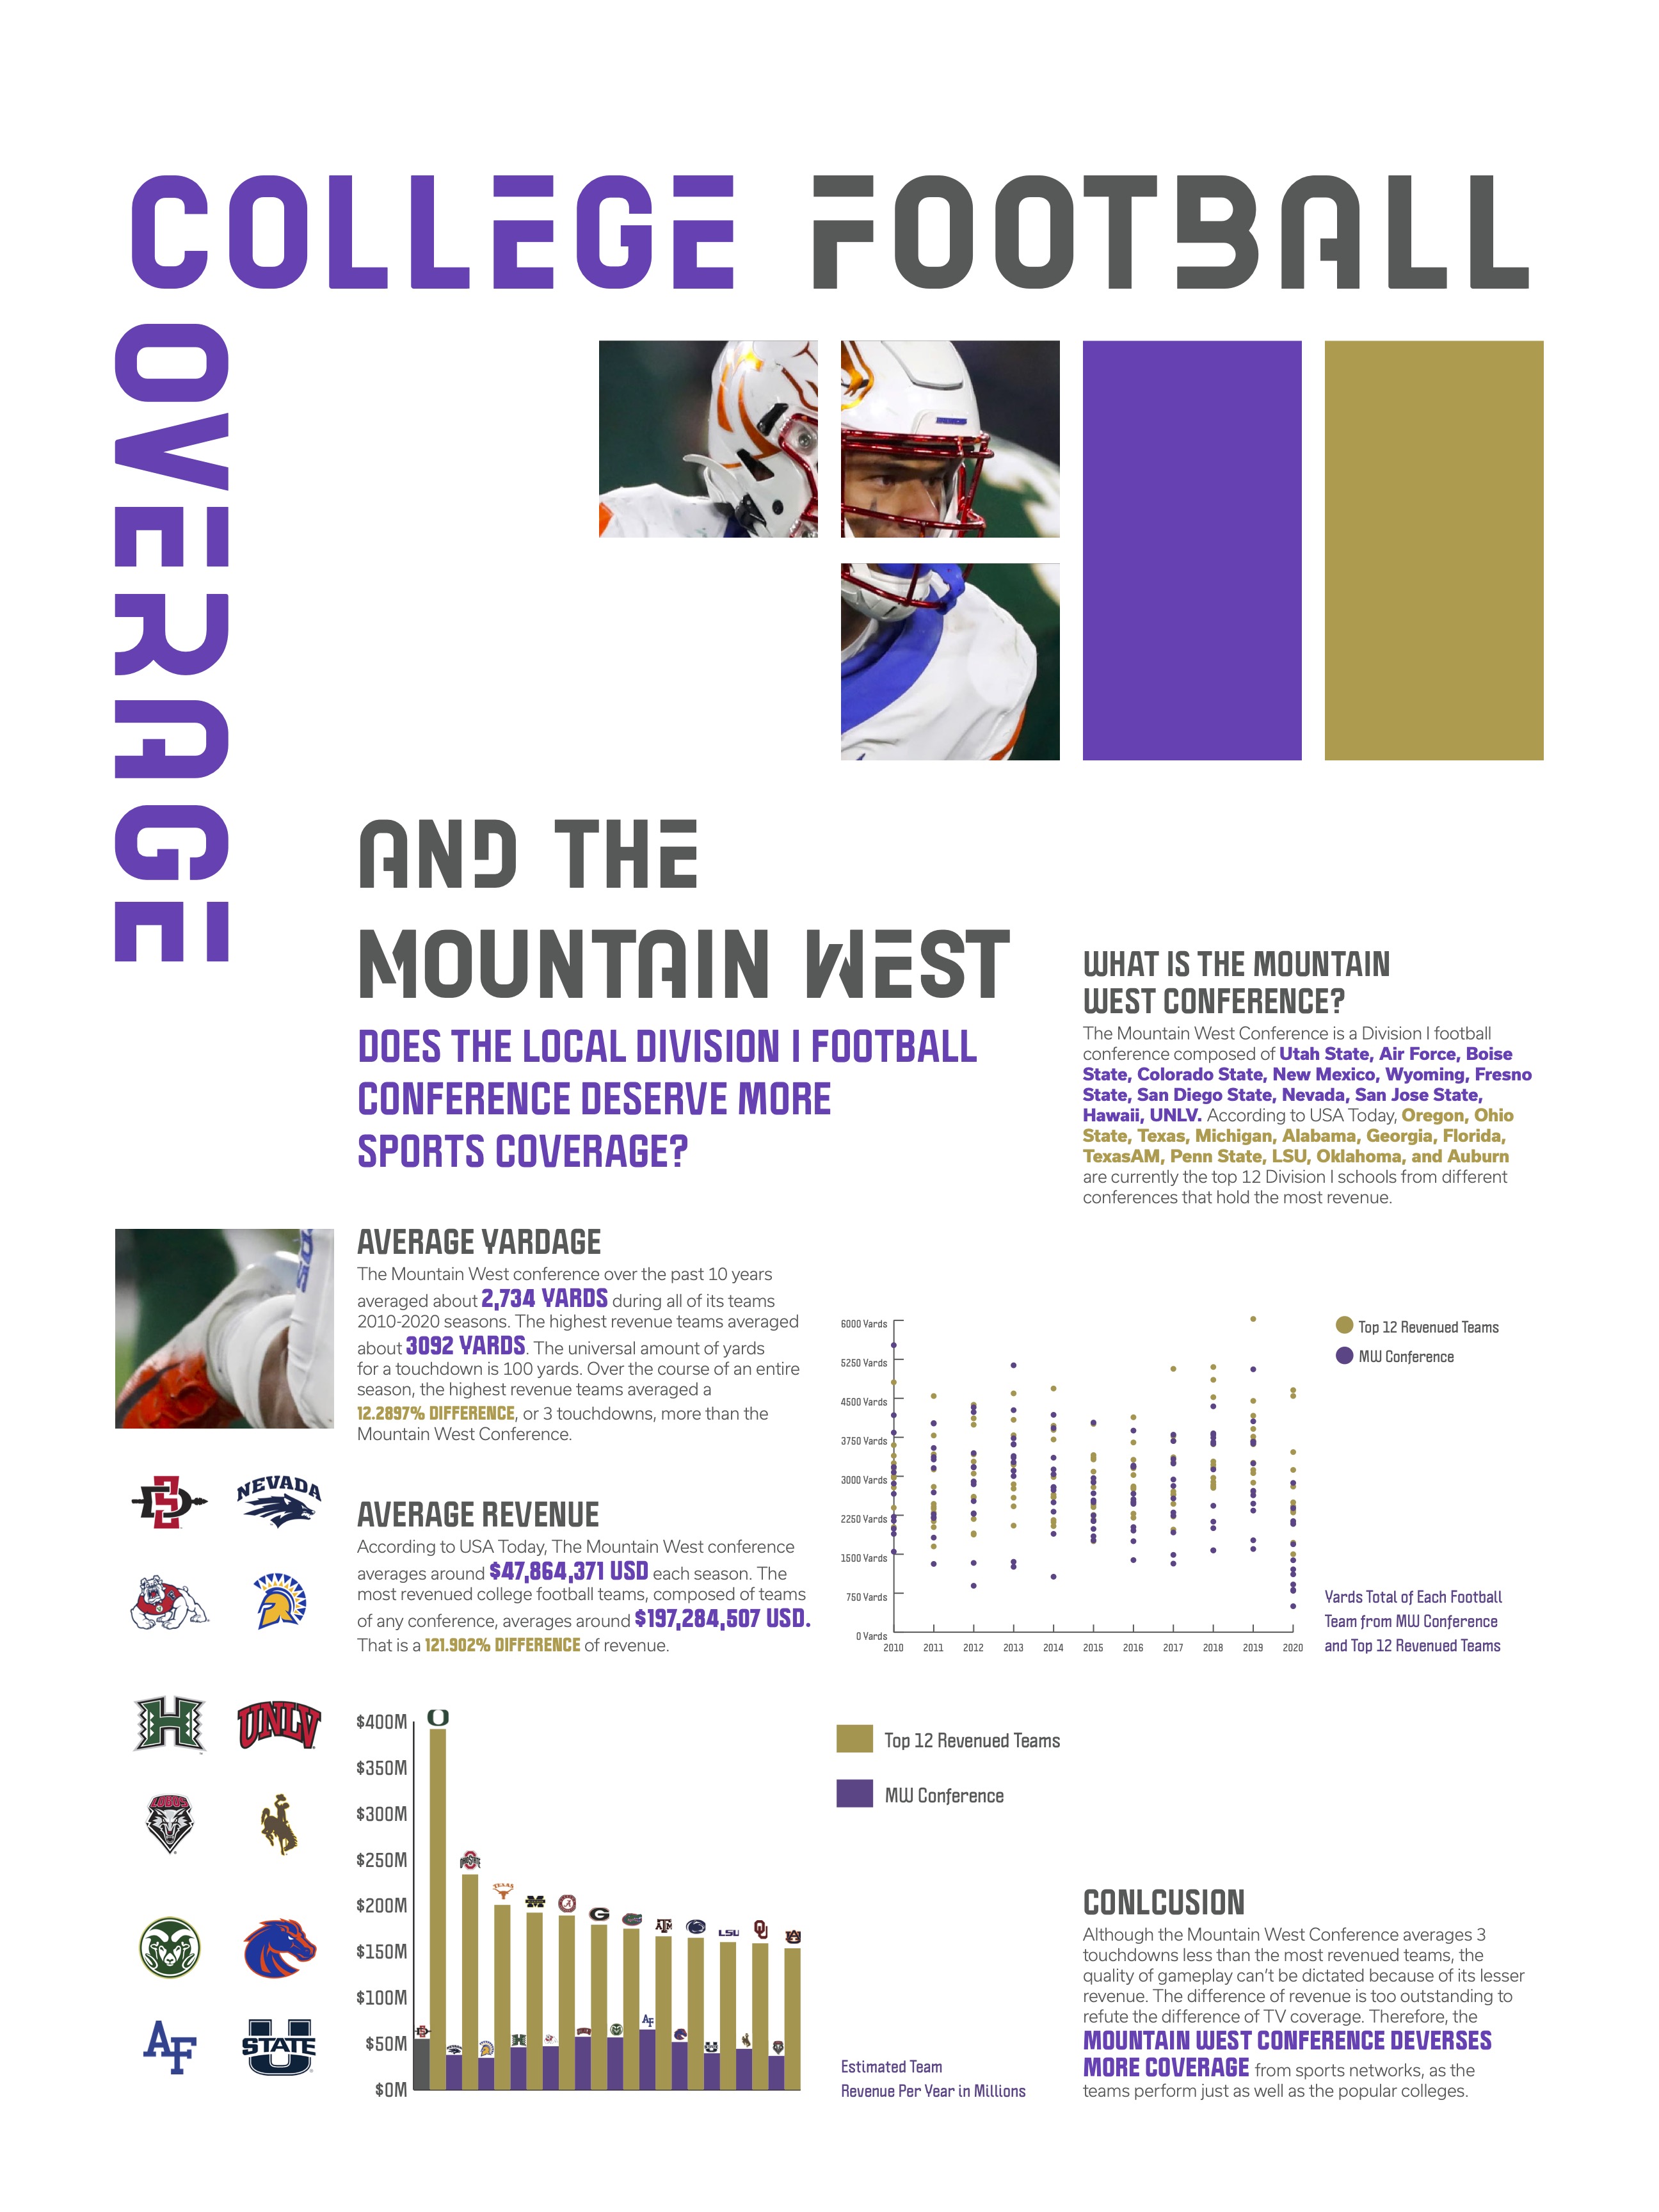 COLLEGE FOOTBALL
COVERAGE
AND THE
MOUNTAIN WEST
DOES THE LOCAL DIVISION I FOOTBALL
CONFERENCE DESERVE MORE
SPORTS COVERAGE?
WHAT IS THE MOUNTAIN
WEST CONFERENCE?
The Mountain West Conference is a Division I football
conference composed of Utah State, Air Force, Boise
State, Colorado State, New Mexico, Wyoming, Fresno
State, San Diego State, Nevada, San Jose State,
Hawaii, UNLV. According to USA Today, Oregon, Ohio
State, Texas, Michigan, Alabama, Georgia, Florida,
TexasAM, Penn State, LSU, Oklahoma, and Auburn
are currently the top 12 Division I schools from different
conferences that hold the most revenue.
AVERAGE YARDAGE
The Mountain West conference over the past 10 years
averaged about 2,734 YARDS during all of its teams
2010-2020 seasons. The highest revenue teams averaged
about 3092 YARDS. The universal amount of yards
for a touchdown is 100 yards. Over the course of an entire
season, the highest revenue teams averaged a
12.2897% DIFFERENCE, or 3 touchdowns, more than the
Mountain West Conference.
6000 Yards
5250 Yards
4500 Yards
3750 Yards
3000 Yards
2250 Yards
1500 Yards
750 Yards
0 Yards
2010 2011 2012 2013 2014 2015 2016 2017 2018 2019 2020
Top 12 Revenued Teams
MW Conference
Yards Total of Each Football
Team from MW Conference
and Top 12 Revenued Teams
NEVADA
UNLV
LOBOS
AF
STATE
AVERAGE REVENUE
According to USA Today, The Mountain West conference
averages around $47,864,371 USD each season. The
most revenued college football teams, composed of teams
of any conference, averages around $197,284,507 USD.
That is a 121.902% DIFFERENCE of revenue.
$400M
$350M
$300M
$250M
$200M
$150M
$100M
$50M
$0M
LSU
AF
Top 12 Revenued Teams
MW Conference
Estimated Team
Revenue Per Year in Millions
CONLCUSION
Although the Mountain West Conference averages 3
touchdowns less than the most revenued teams, the
quality of gameplay can't be dictated because of its lesser
revenue. The difference of revenue is too outstanding to
refute the difference of TV coverage. Therefore, the
MOUNTAIN WEST CONFERENCE DEVERSES
MORE COVERAGE from sports networks, as the
teams perform just as well as the popular colleges.